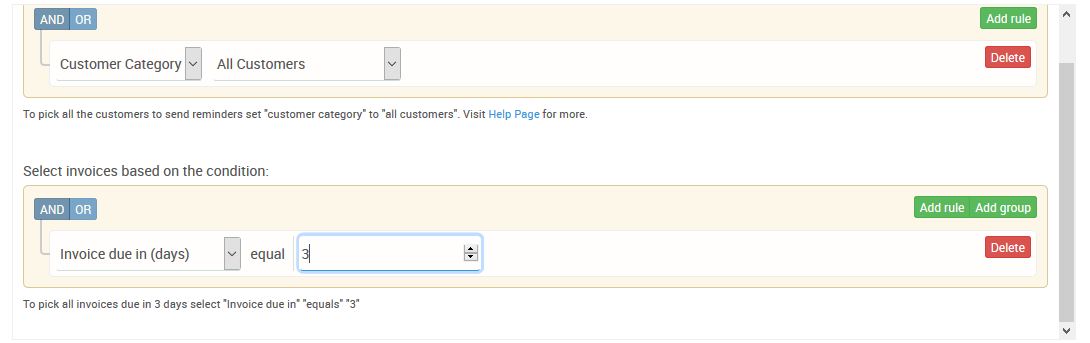 AND OR Add rule
Customer Category All Customers Delete
To pick all the customers to send reminders set "customer category" to "all customers". Visit Help Page for more.
Select invoices based on the condition:
AND OR Add rule Add group
Invoice due in (days) equal 3 Delete
To pick all invoices due in 3 days select "Invoice due in" "equals" "3"